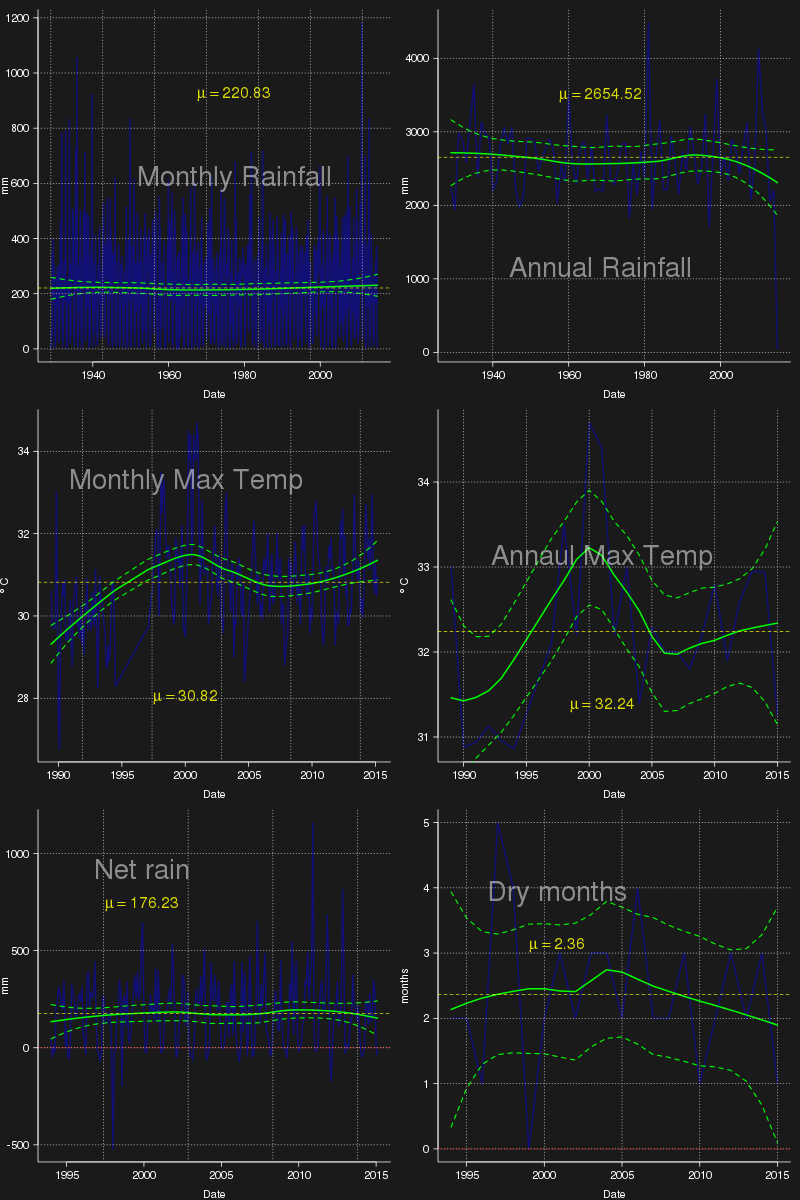 1200
1000
800
600
400
200
0
mm
μ = 220.83
Monthly Rainfall
1940 1960 1980 2000
Date
4000
3000
2000
1000
0
mm
μ = 2654.52
Annual Rainfall
1940 1960 1980 2000
Date
34
32
30
28
° C
Monthly Max Temp
μ = 30.82
1990 1995 2000 2005 2010 2015
Date
34
33
32
31
° C
Annaul Max Temp
μ = 32.24
1990 1995 2000 2005 2010 2015
Date
1000
500
0
-500
mm
Net rain
μ = 176.23
1995 2000 2005 2010 2015
Date
5
4
3
2
1
0
months
Dry months
μ = 2.36
1995 2000 2005 2010 2015
Date